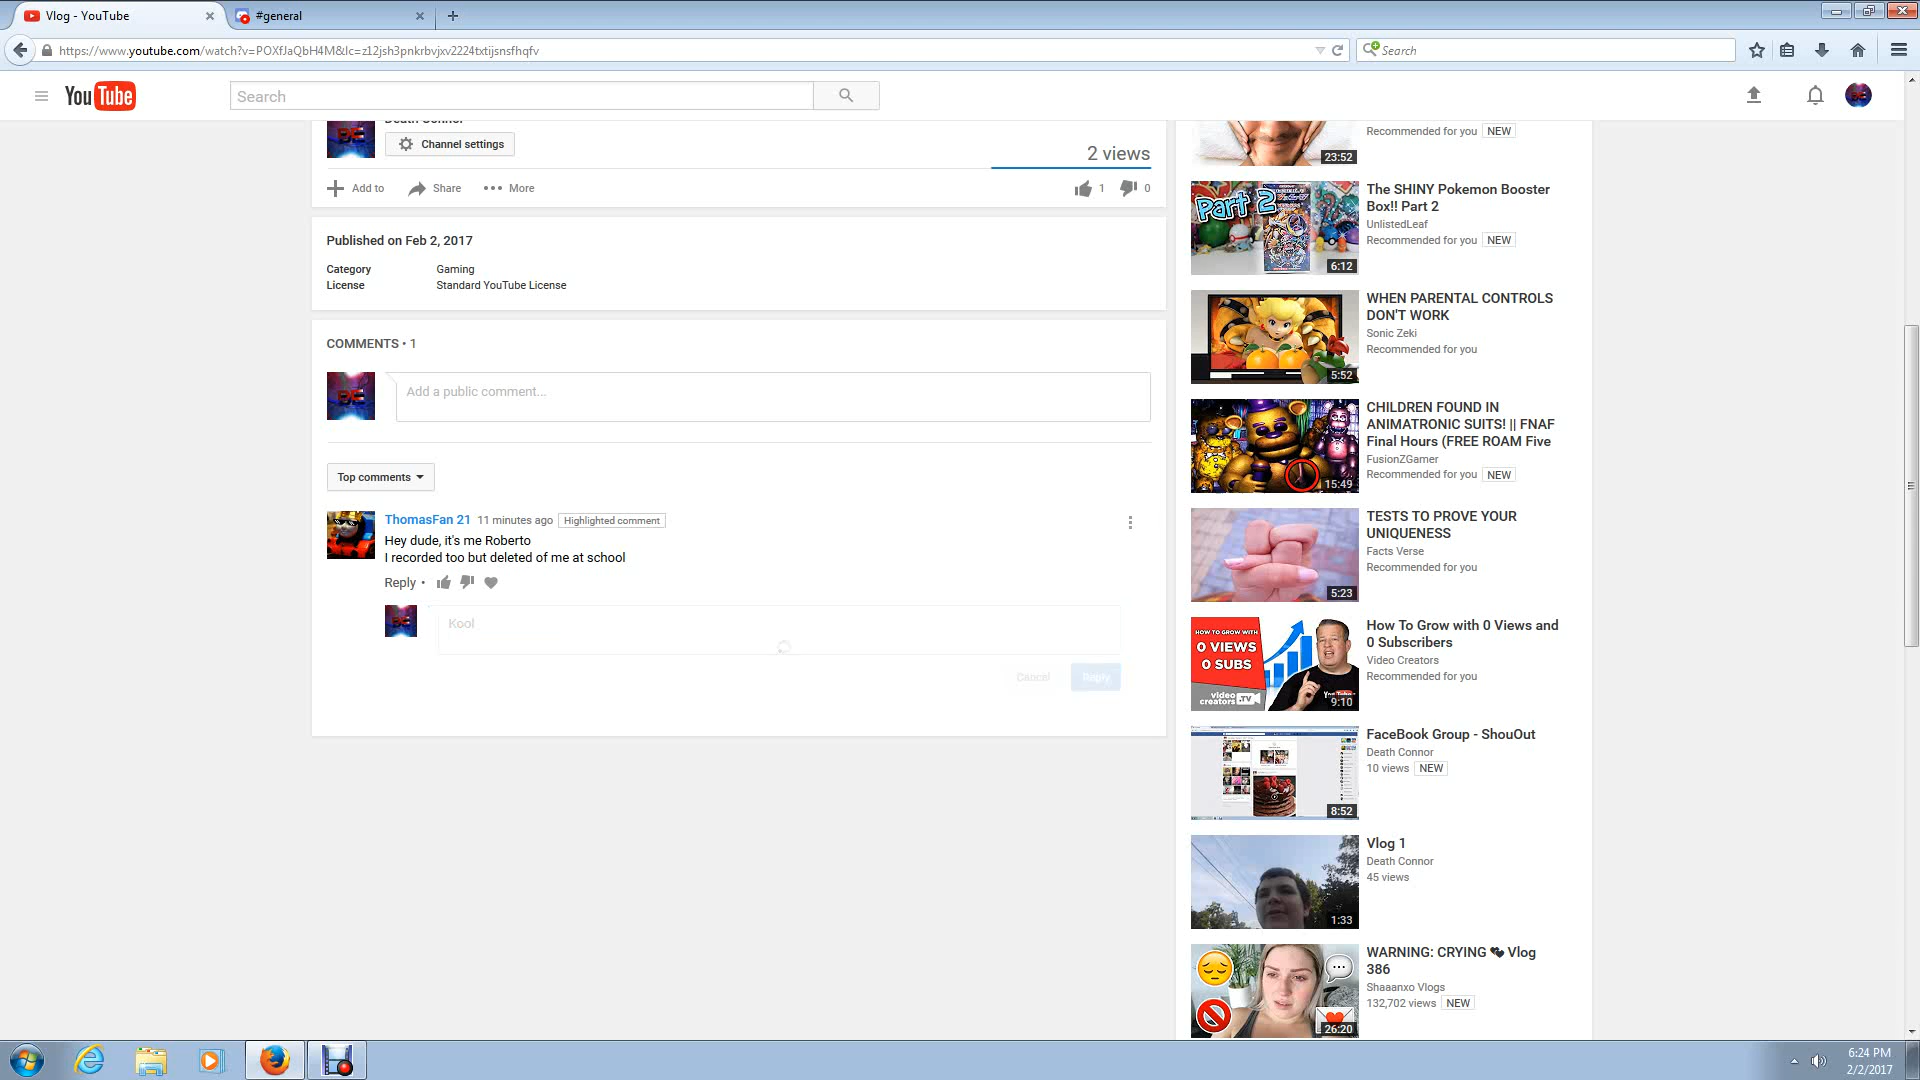 Vlog - YouTube
#general
https://www.youtube.com/watch?v=POXfJaQbH4M&lc=z12jsh3pnkrbvjxv2224txtijsnsfhqfv
Search
YouTube
Search
Death Connor
Channel settings
2 views
Add to
Share
More
1
0
Published on Feb 2, 2017
Category
Gaming
License
Standard YouTube License
COMMENTS • 1
Add a public comment...
Top comments
ThomasFan 21 11 minutes ago Highlighted comment
Hey dude, it's me Roberto
I recorded too but deleted of me at school
Reply •
Kool
Cancel
Reply
23:52
Recommended for you NEW
Part 2
6:12
The SHINY Pokemon Booster
Box!! Part 2
UnlistedLeaf
Recommended for you NEW
5:52
WHEN PARENTAL CONTROLS
DON'T WORK
Sonic Zeki
Recommended for you
15:49
CHILDREN FOUND IN
ANIMATRONIC SUITS! || FNAF
Final Hours (FREE ROAM Five
FusionZGamer
Recommended for you NEW
5:23
TESTS TO PROVE YOUR
UNIQUENESS
Facts Verse
Recommended for you
HOW TO GROW WITH
0 VIEWS
0 SUBS
video
creators.TV
9:10
How To Grow with 0 Views and
0 Subscribers
Video Creators
Recommended for you
8:52
FaceBook Group - ShouOut
Death Connor
10 views NEW
1:33
Vlog 1
Death Connor
45 views
26:20
WARNING: CRYING 💔 Vlog
386
Shaaanxo Vlogs
132,702 views NEW
6:24 PM
2/2/2017